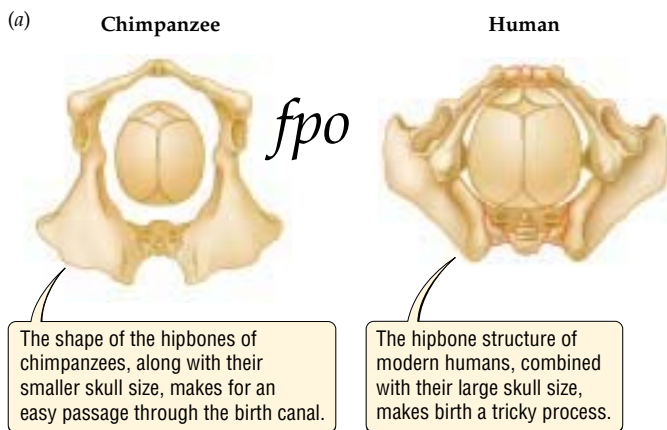 (a)
Chimpanzee
Human
fpo
The shape of the hipbones of
chimpanzees, along with their
smaller skull size, makes for an
easy passage through the birth canal.
The hipbone structure of
modern humans, combined
with their large skull size,
makes birth a tricky process.